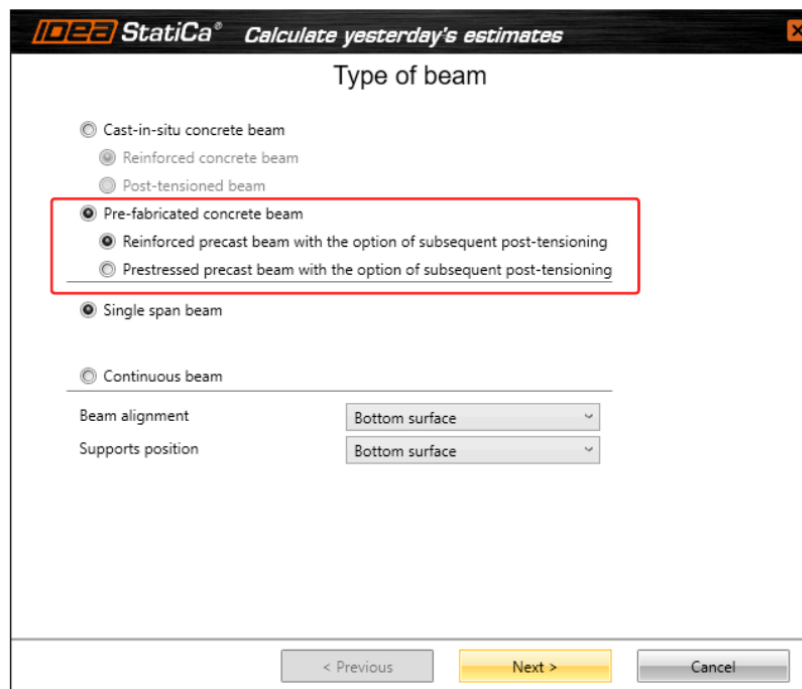 IDEA StatiCa® Calculate yesterday's estimates
Type of beam
Cast-in-situ concrete beam
Reinforced concrete beam
Post-tensioned beam
Pre-fabricated concrete beam
Reinforced precast beam with the option of subsequent post-tensioning
Prestressed precast beam with the option of subsequent post-tensioning
Single span beam
Continuous beam
Beam alignment Bottom surface
Supports position Bottom surface
< Previous Next > Cancel